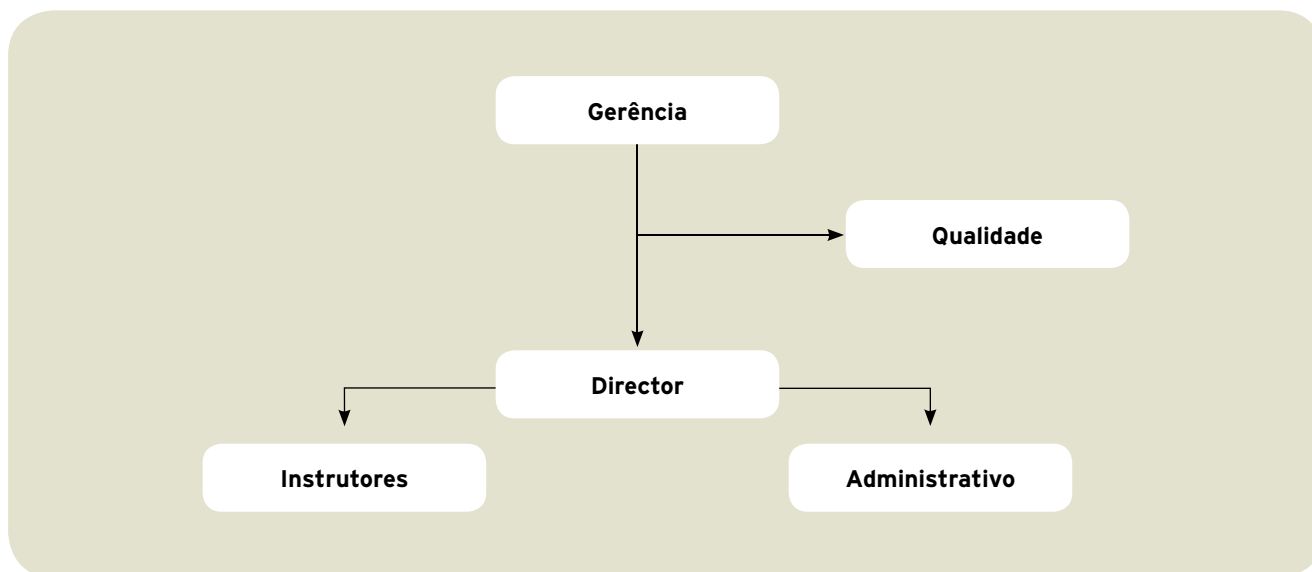 Gerência
Qualidade
Director
Instrutores
Administrativo